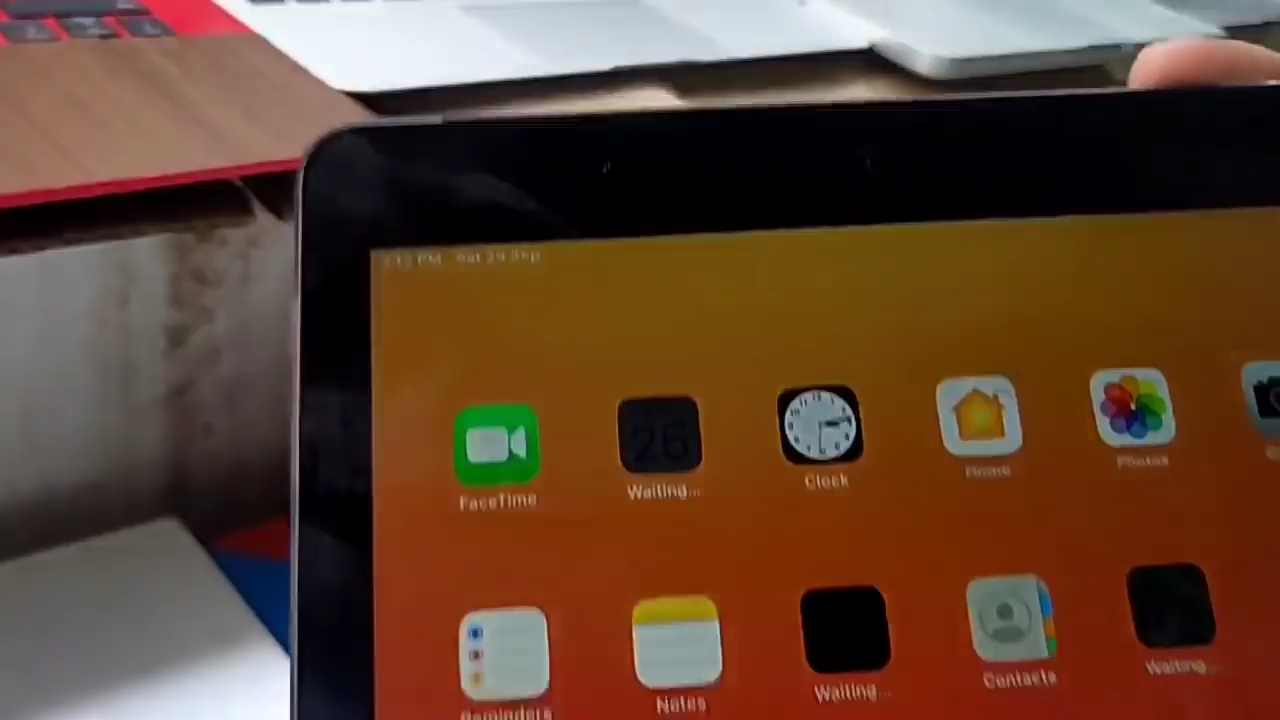 FaceTime
Waiting...
Clock
Home
Photos
Reminders
Notes
Waiting...
Contacts
Waiting...